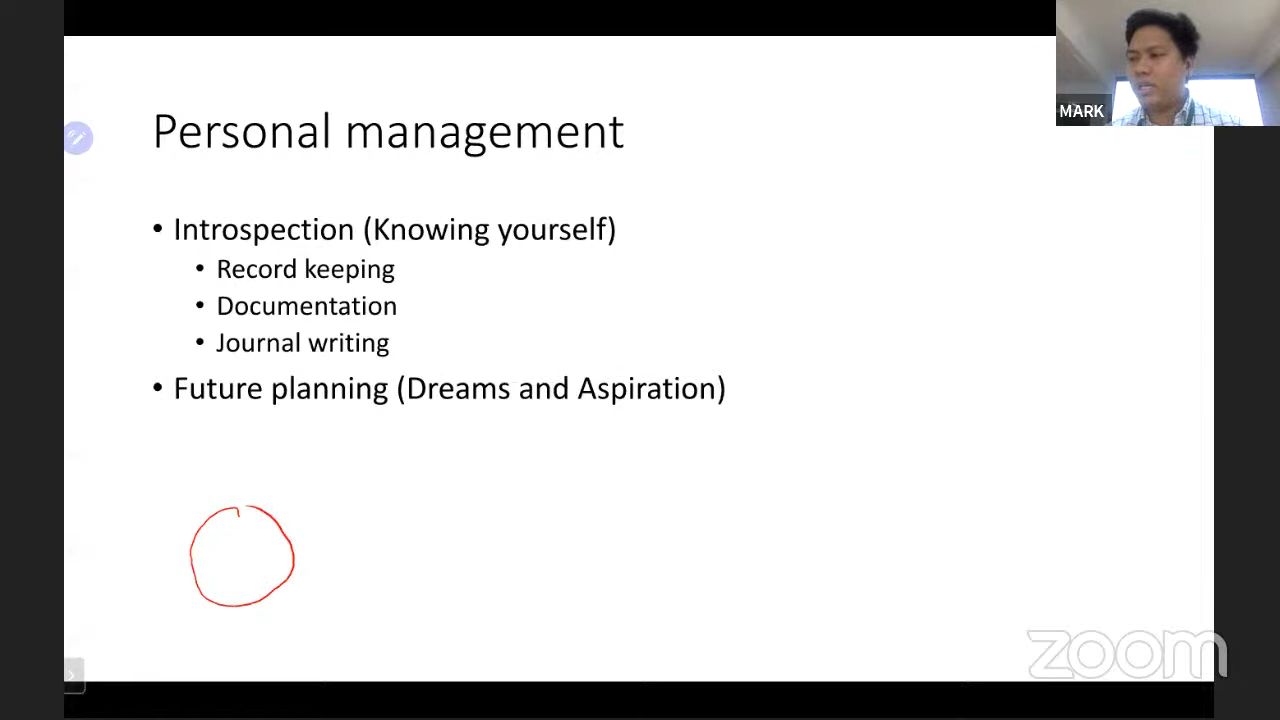 MARK
Personal management
• Introspection (Knowing yourself)
• Record keeping
• Documentation
• Journal writing
• Future planning (Dreams and Aspiration)
zoom